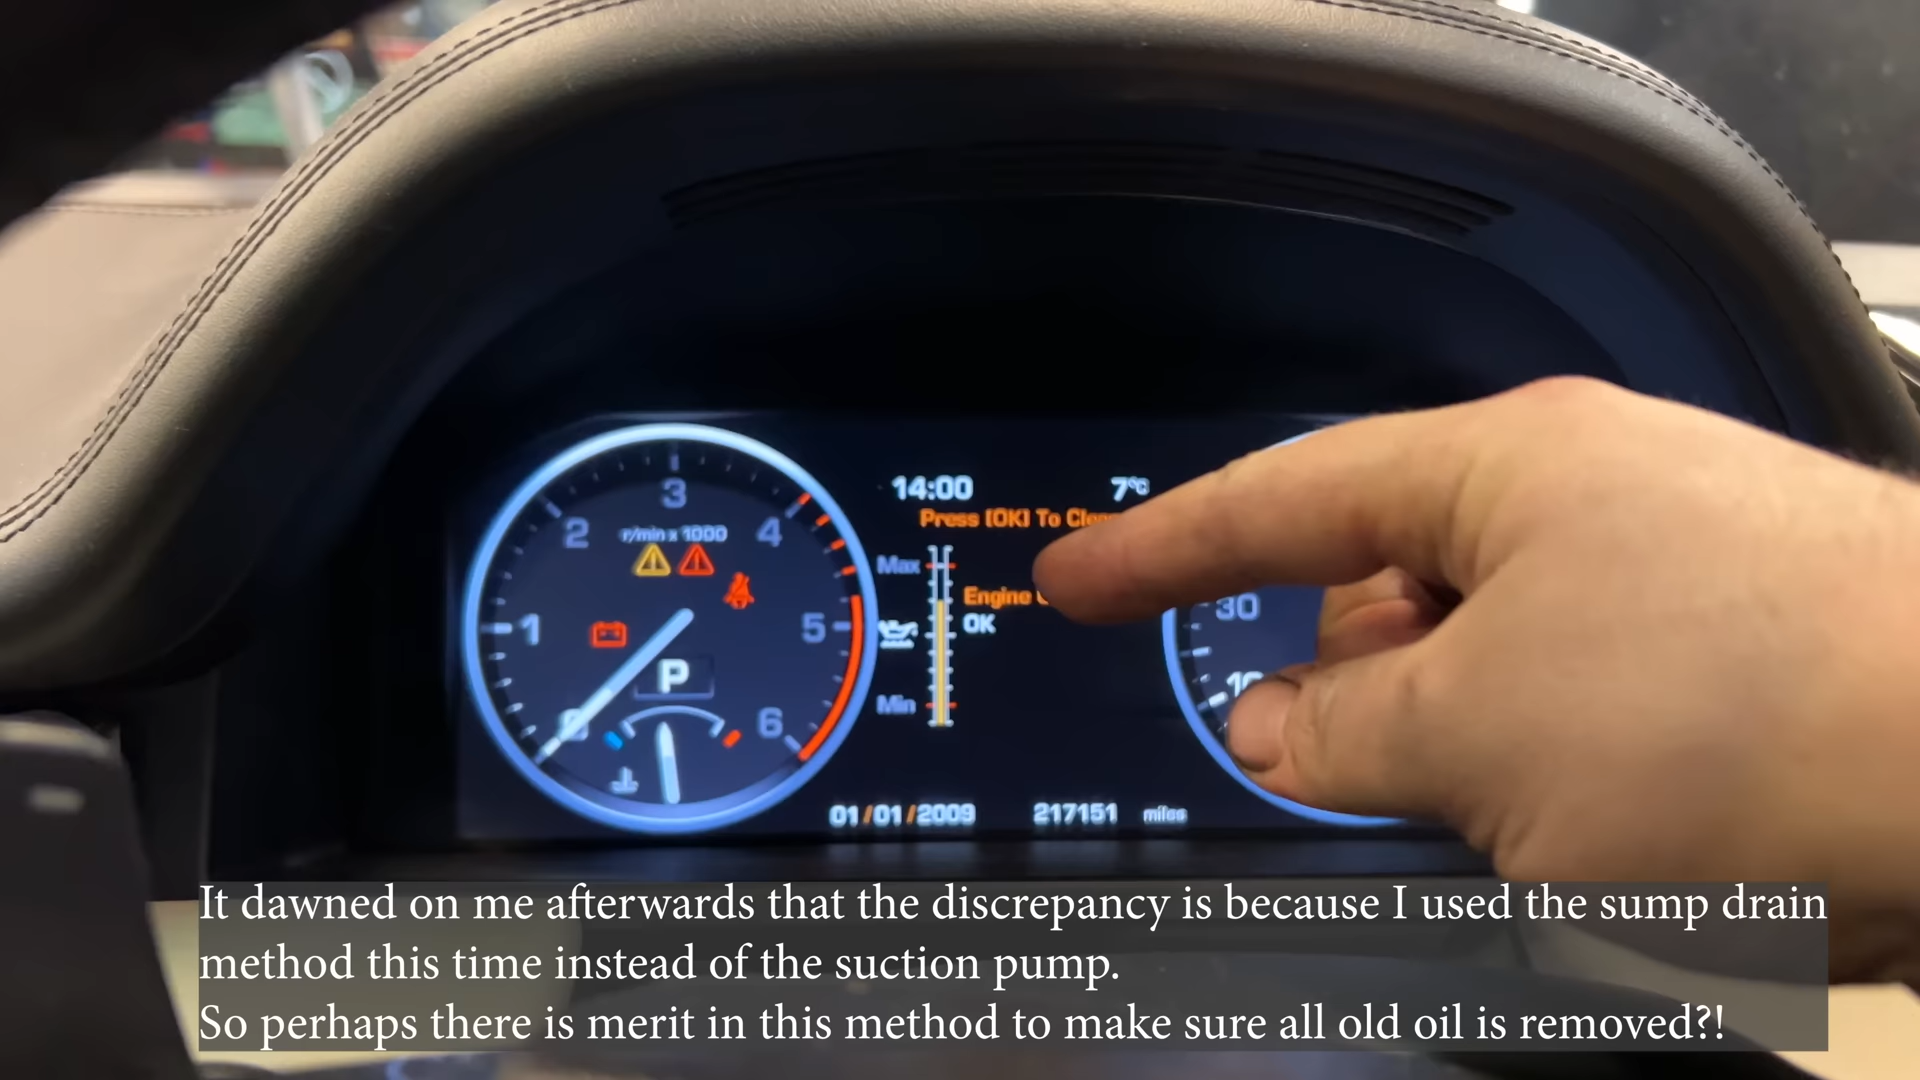 3
2
4
r/min x 1000
1
5
P
6
14:00
7°C
Press (OK) To
Max
Engine
OK
Min
30
10
01/01/2009
217151 miles
It dawned on me afterwards that the discrepancy is because I used the sump drain
method this time instead of the suction pump.
So perhaps there is merit in this method to make sure all old oil is removed?!